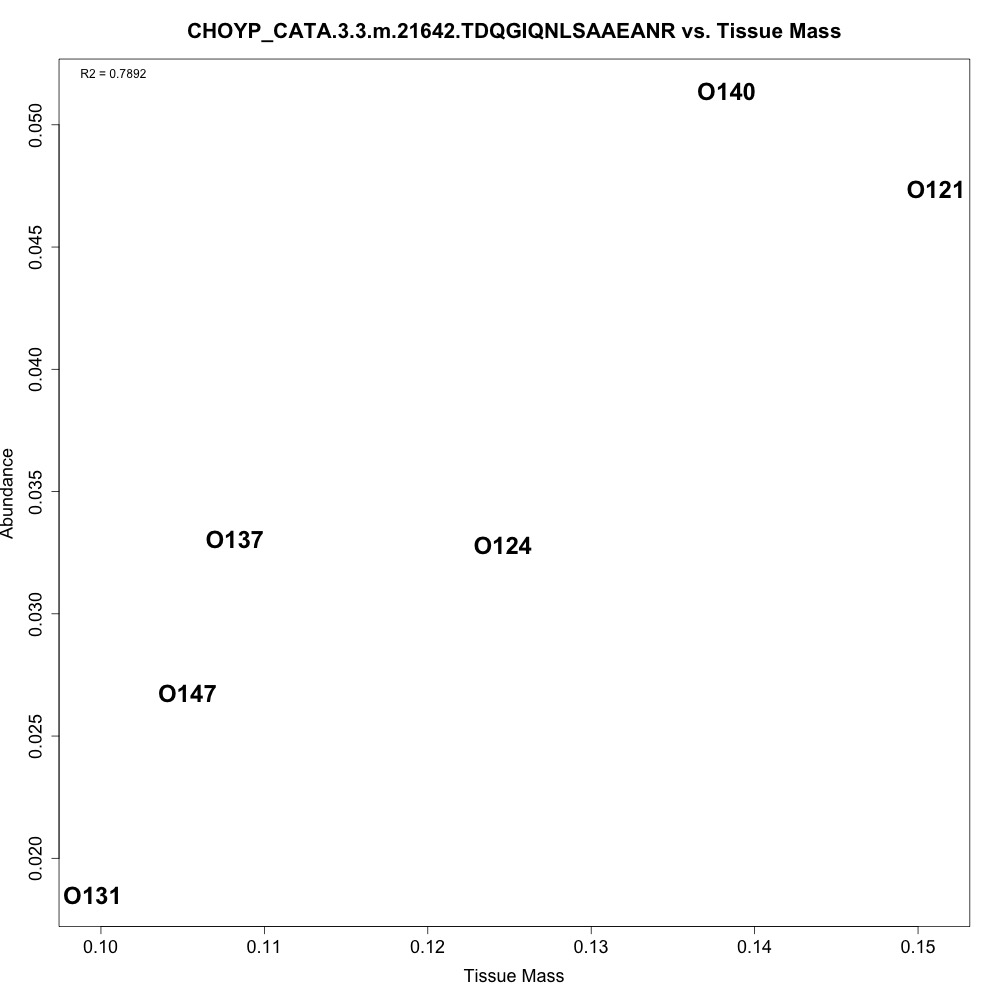 CHOYP_CATA.3.3.m.21642.TDQGIQNLSAAEANR vs. Tissue Mass
R2 = 0.7892
O140
O121
O137
O124
O147
O131
Abundance
0.050
0.045
0.040
0.035
0.030
0.025
0.020
0.10 0.11 0.12 0.13 0.14 0.15
Tissue Mass